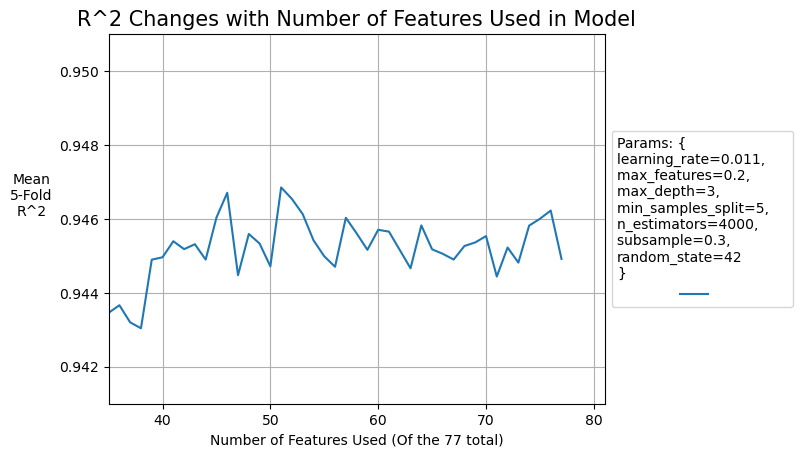 R^2 Changes with Number of Features Used in Model
0.950
0.948
0.946
0.944
0.942
Mean
5-Fold
R^2
40
50
60
70
80
Number of Features Used (Of the 77 total)
Params: {
learning_rate=0.011,
max_features=0.2,
max_depth=3,
min_samples_split=5,
n_estimators=4000,
subsample=0.3,
random_state=42
}